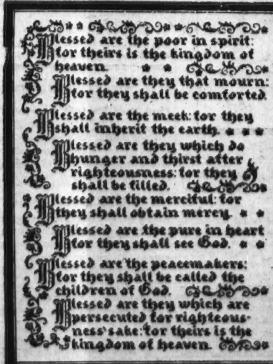 Blessed are the poor in spirit:
for theirs is the kingdom of
heaven.
Blessed are they that mourn:
for they shall be comforted.
Blessed are the meek: for they
shall inherit the earth.
Blessed are they which do
hunger and thirst after
righteousness: for they
shall be filled.
Blessed are the merciful: for
they shall obtain mercy.
Blessed are the pure in heart
for they shall see God.
Blessed are the peacemakers:
for they shall be called the
children of God.
Blessed are they which are
persecuted for righteous-
ness' sake: for theirs is the
kingdom of heaven.